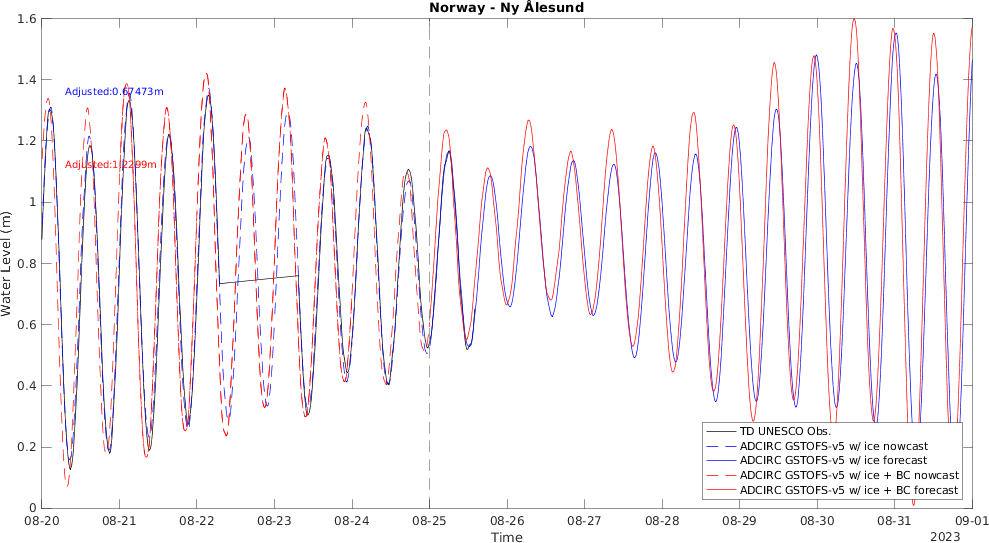 Norway - Ny Ålesund
Water Level (m)
1.6
1.4
1.2
1
0.8
0.6
0.4
0.2
0
Adjusted:0.67473m
Adjusted:1.2299m
TD UNESCO Obs.
ADCIRC GSTOFS-v5 w/ ice nowcast
ADCIRC GSTOFS-v5 w/ ice forecast
ADCIRC GSTOFS-v5 w/ ice + BC nowcast
ADCIRC GSTOFS-v5 w/ ice + BC forecast
08-20 08-21 08-22 08-23 08-24 08-25 08-26 08-27 08-28 08-29 08-30 08-31 09-01
Time
2023